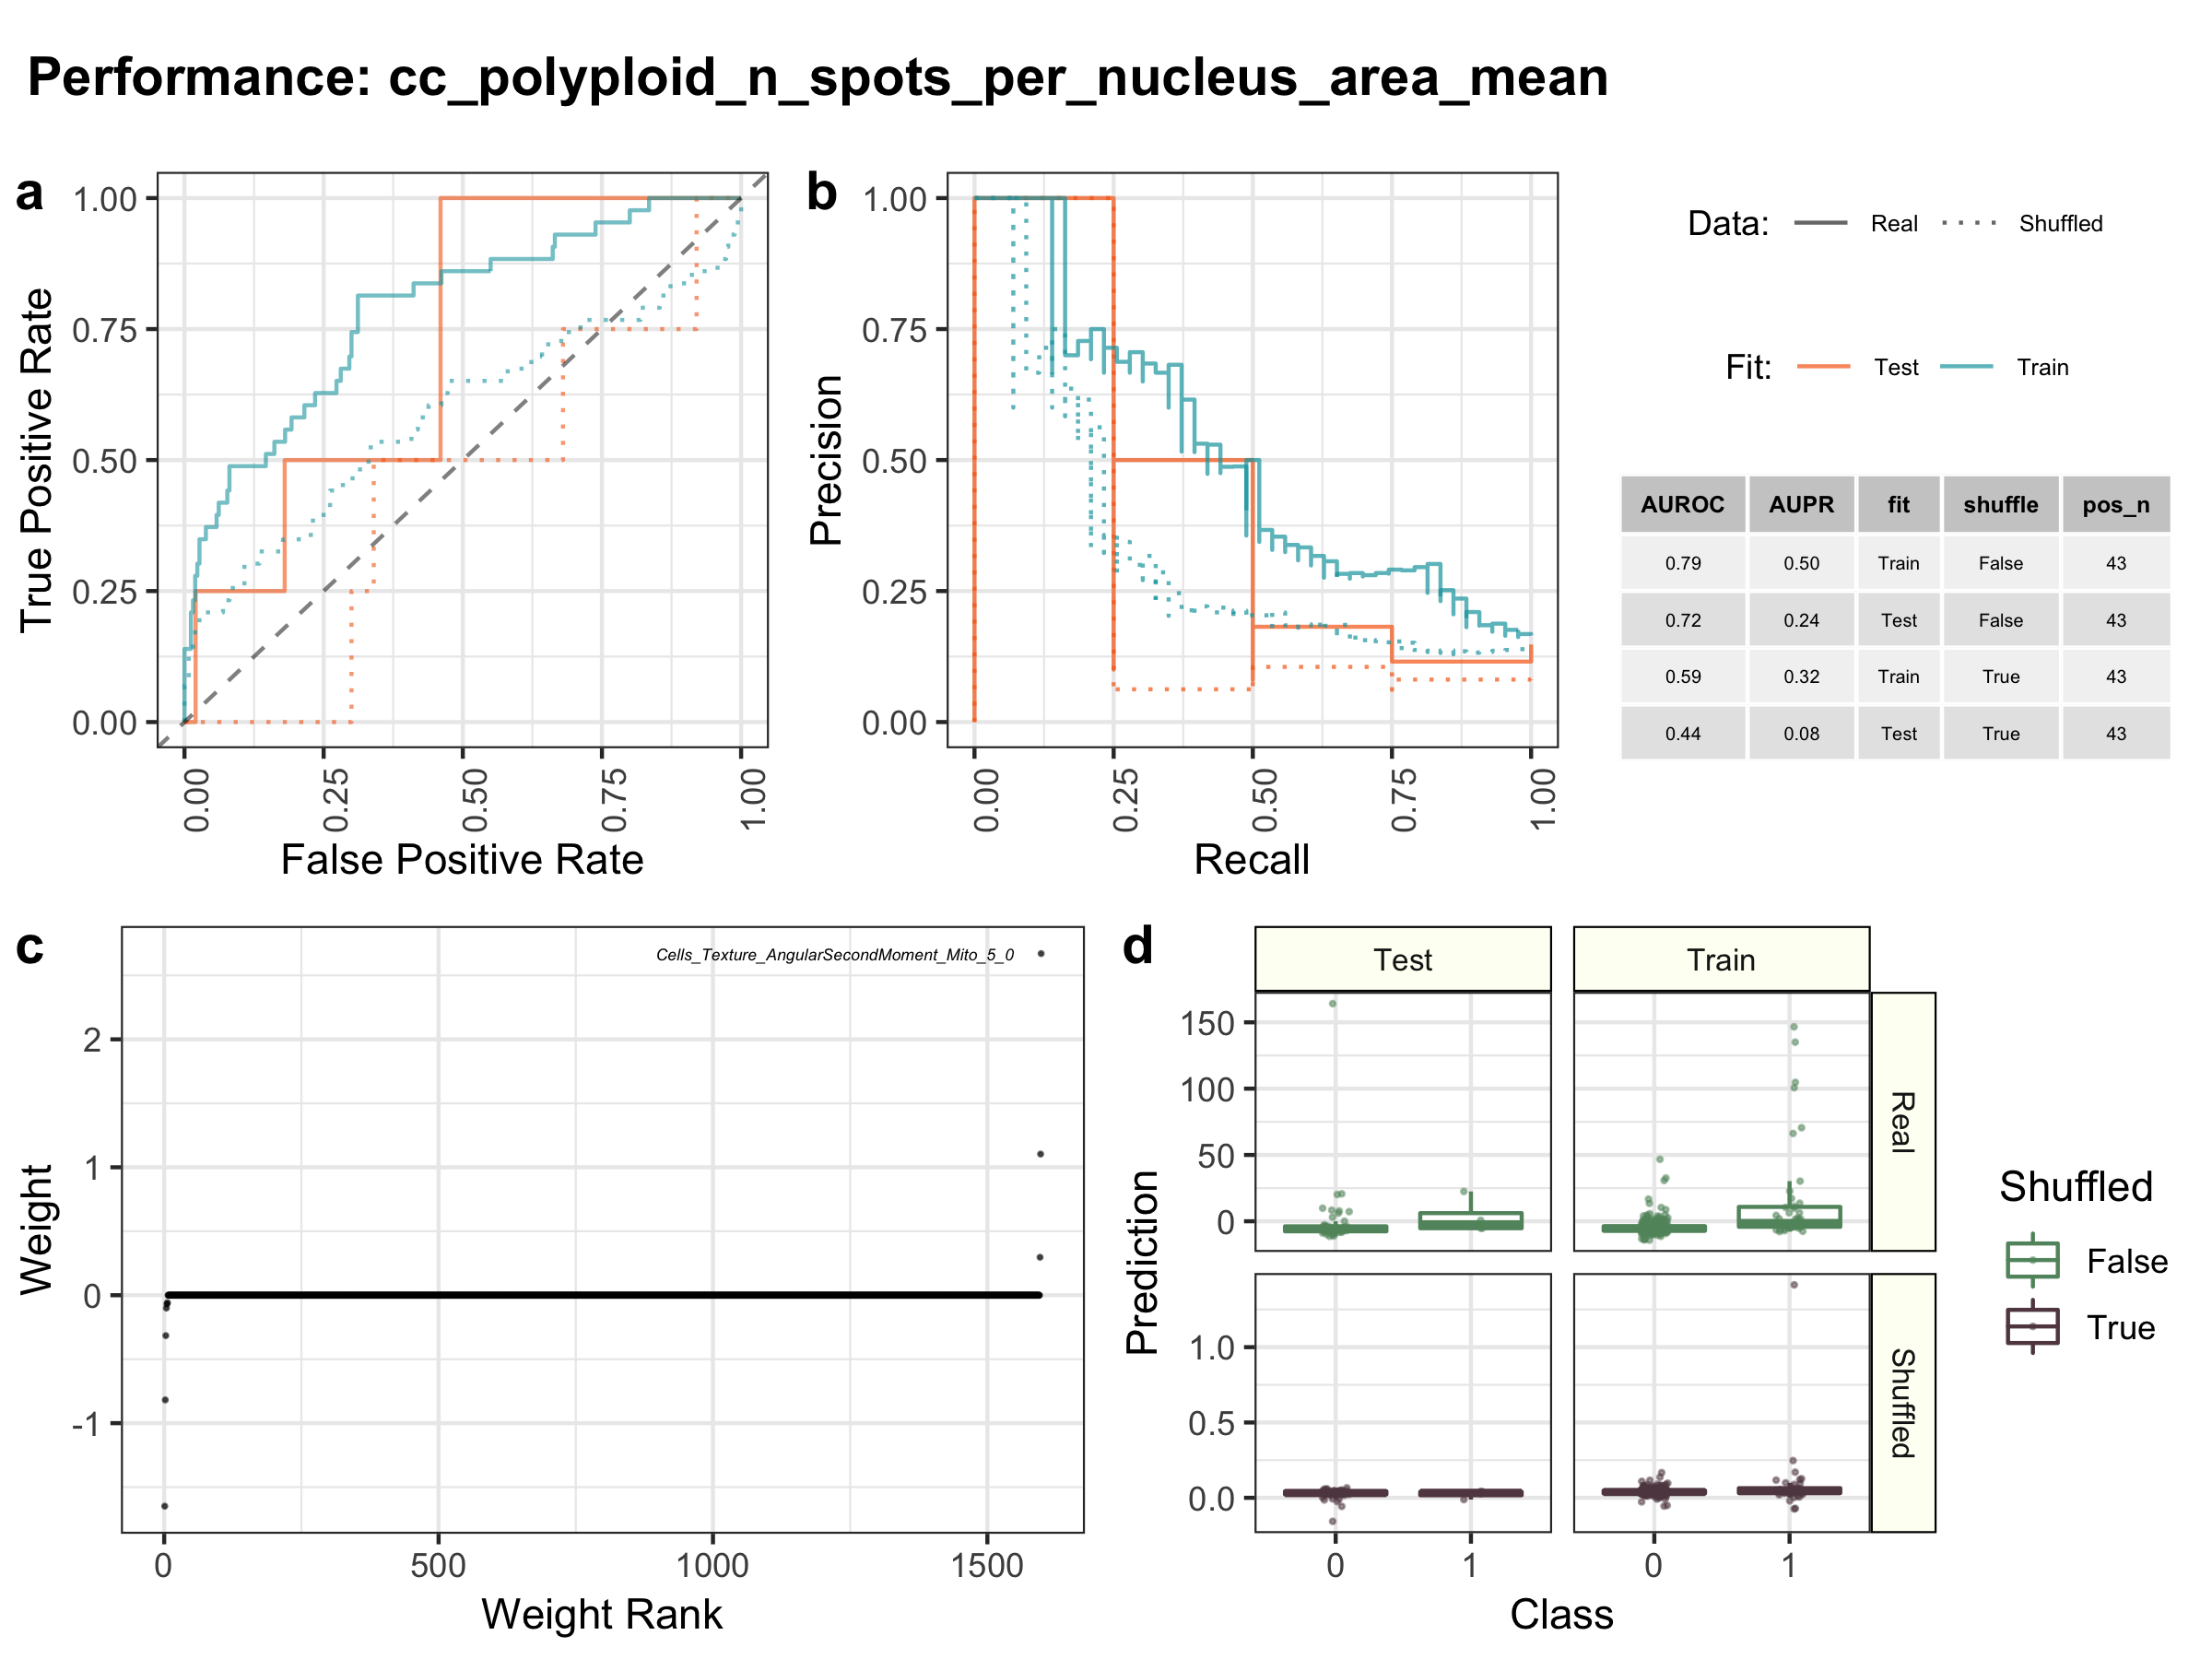 Performance: cc_polyploid_n_spots_per_nucleus_area_mean
a
True Positive Rate
1.00
0.75
0.50
0.25
0.00
0.00
0.25
0.50
0.75
1.00
False Positive Rate
b
Precision
1.00
0.75
0.50
0.25
0.00
0.00
0.25
0.50
0.75
1.00
Recall
Data: Real Shuffled
Fit: Test Train
AUROC AUPR fit shuffle pos_n
0.79 0.50 Train False 43
0.72 0.24 Test False 43
0.59 0.32 Train True 43
0.44 0.08 Test True 43
c
Cells_Texture_AngularSecondMoment_Mito_5_0
Weight
2
1
0
-1
0 500 1000 1500
Weight Rank
d
Test Train
Prediction
150
100
50
0
Real
1.0
0.5
0.0
Shuffled
0 1 0 1
Class
Shuffled
False
True